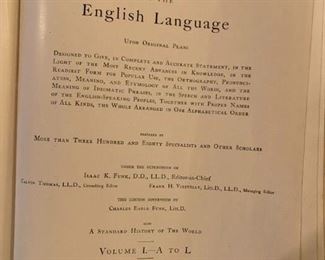 THE
English Language
Upon Original Plans
Designed to Give, in Complete and Accurate Statement, in the
Light of the Most Recent Advances in Knowledge, in the
Readiest Form for Popular Use, the Orthography, Pronunci-
ation, Meaning, and Etymology of All the Words, and the
Meaning of Idiomatic Phrases, in the Speech and Literature
of the English-Speaking Peoples, Together with Proper Names
of All Kinds, the Whole Arranged in One Alphabetical Order
PREPARED BY
More than Three Hundred and Eighty Specialists and Other Scholars
UNDER THE SUPERVISION OF
Isaac K. Funk, D.D., LL.D., Editor-in-Chief
Calvin Thomas, LL.D., Consulting Editor Frank H. Vizetelly, Litt.D., LL.D., Managing Editor
THIS EDITION SUPERVISED BY
Charles Earle Funk, Litt.D.
ALSO
A Standard History of the World
Volume I.—A to L